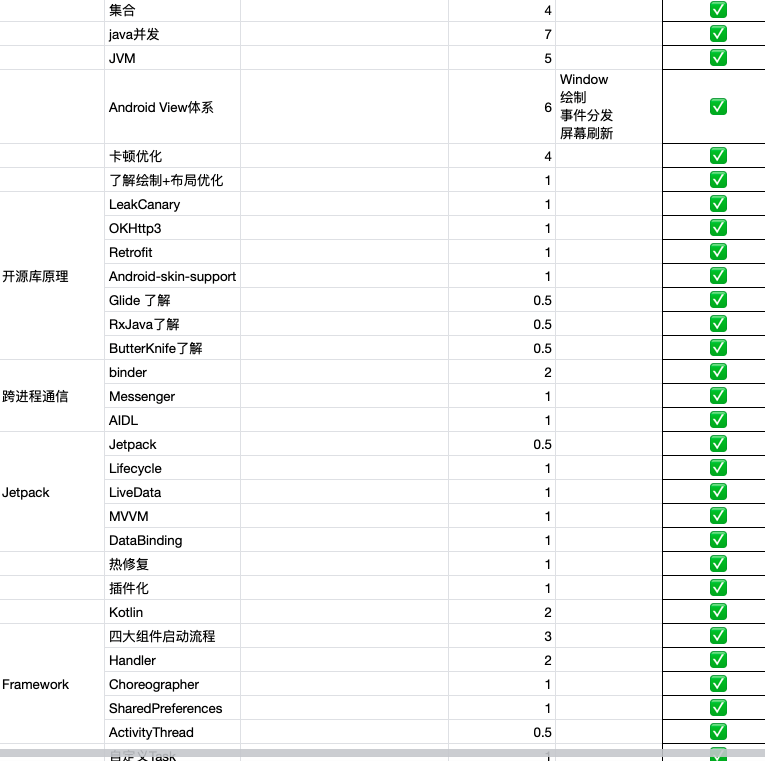 集合 4 ✅
java并发 7 ✅
JVM 5 ✅
Android View体系 6 Window ✅
绘制
事件分发
屏幕刷新
卡顿优化 4 ✅
了解绘制+布局优化 1 ✅
LeakCanary 1 ✅
OKHttp3 1 ✅
Retrofit 1 ✅
开源库原理 Android-skin-support 1 ✅
Glide 了解 0.5 ✅
RxJava了解 0.5 ✅
ButterKnife了解 0.5 ✅
binder 2 ✅
跨进程通信 Messenger 1 ✅
AIDL 1 ✅
Jetpack 0.5 ✅
Lifecycle 1 ✅
Jetpack LiveData 1 ✅
MVVM 1 ✅
DataBinding 1 ✅
热修复 1 ✅
插件化 1 ✅
Kotlin 2 ✅
四大组件启动流程 3 ✅
Handler 2 ✅
Framework Choreographer 1 ✅
SharedPreferences 1 ✅
ActivityThread 0.5 ✅
自定义Task 1 ✅